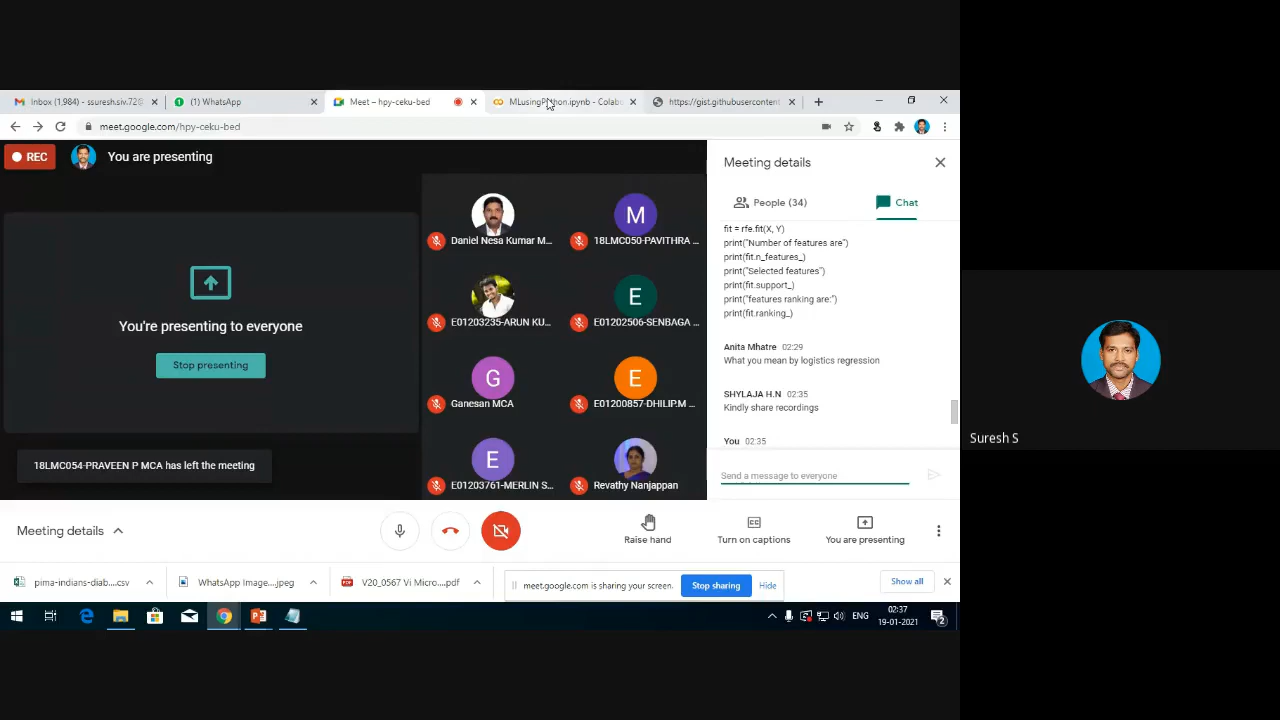 Inbox (1,984) - ssuresh.siv.72@
(1) WhatsApp
Meet – hpy-ceku-bed
MLusingPython.ipynb - Colabo
https://gist.githubusercontent
meet.google.com/hpy-ceku-bed
REC
You are presenting
Meeting details
People (34)
Chat
Daniel Nesa Kumar M...
18LMC050-PAVITHRA ...
M
E01203235-ARUN KU...
E
E01202506-SENBAGA ...
G
Ganesan MCA
E
E01200857-DHILIP.M ...
E
E01203761-MERLIN S...
Revathy Nanjappan
You're presenting to everyone
Stop presenting
18LMC054-PRAVEEN P MCA has left the meeting
fit = rfe.fit(X, Y)
print("Number of features are")
print(fit.n_features_)
print("Selected features")
print(fit.support_)
print("features ranking are:")
print(fit.ranking_)
Anita Mhatre 02:29
What you mean by logistics regression
SHYLAJA H.N 02:35
Kindly share recordings
You 02:35
Send a message to everyone
Meeting details
Raise hand
Turn on captions
You are presenting
pima-indians-diab....csv
WhatsApp Image....jpeg
V20_0567 Vi Micro....pdf
meet.google.com is sharing your screen.
Stop sharing
Hide
Show all
ENG
02:37
19-01-2021
2
Suresh S